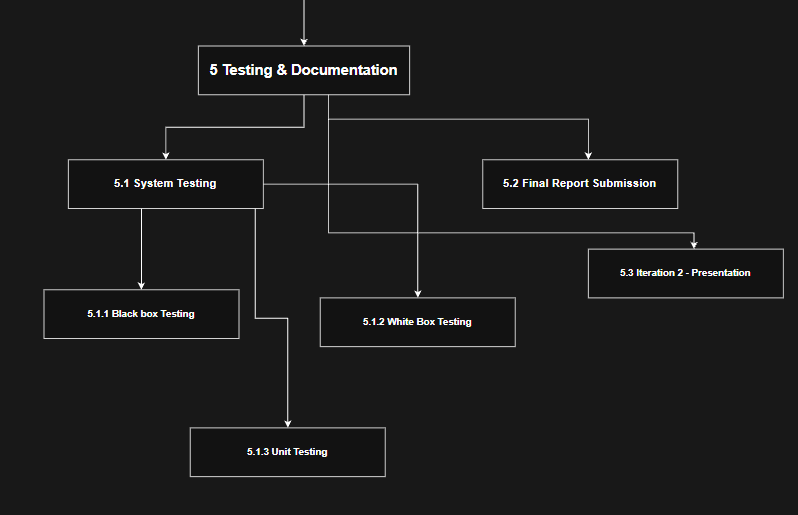 5 Testing & Documentation
5.1 System Testing
5.2 Final Report Submission
5.3 Iteration 2 - Presentation
5.1.1 Black box Testing
5.1.2 White Box Testing
5.1.3 Unit Testing